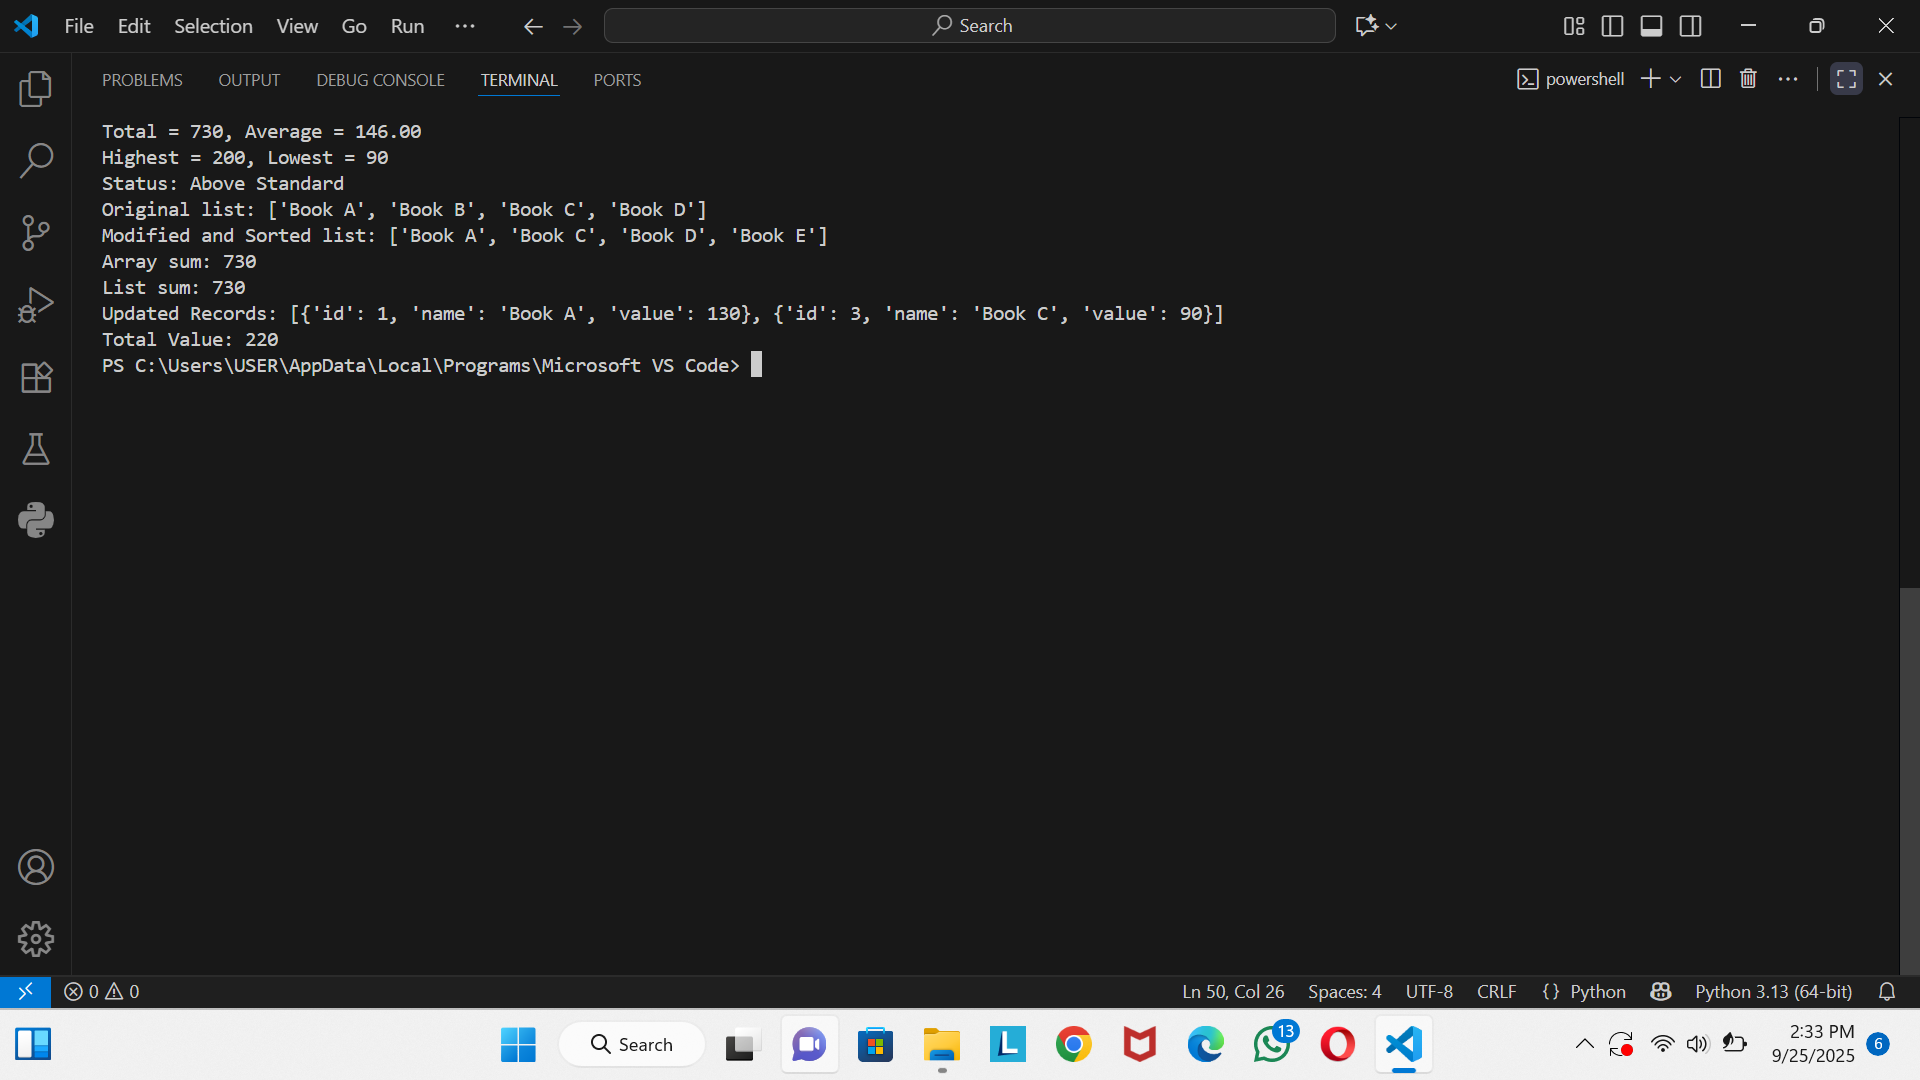 File Edit Selection View Go Run ··· Search
PROBLEMS OUTPUT DEBUG CONSOLE TERMINAL PORTS powershell
Total = 730, Average = 146.00
Highest = 200, Lowest = 90
Status: Above Standard
Original list: ['Book A', 'Book B', 'Book C', 'Book D']
Modified and Sorted list: ['Book A', 'Book C', 'Book D', 'Book E']
Array sum: 730
List sum: 730
Updated Records: [{'id': 1, 'name': 'Book A', 'value': 130}, {'id': 3, 'name': 'Book C', 'value': 90}]
Total Value: 220
PS C:\Users\USER\AppData\Local\Programs\Microsoft VS Code>
0 0 Ln 50, Col 26 Spaces: 4 UTF-8 CRLF {} Python Python 3.13 (64-bit)
Search L 13 2:33 PM
9/25/2025 6